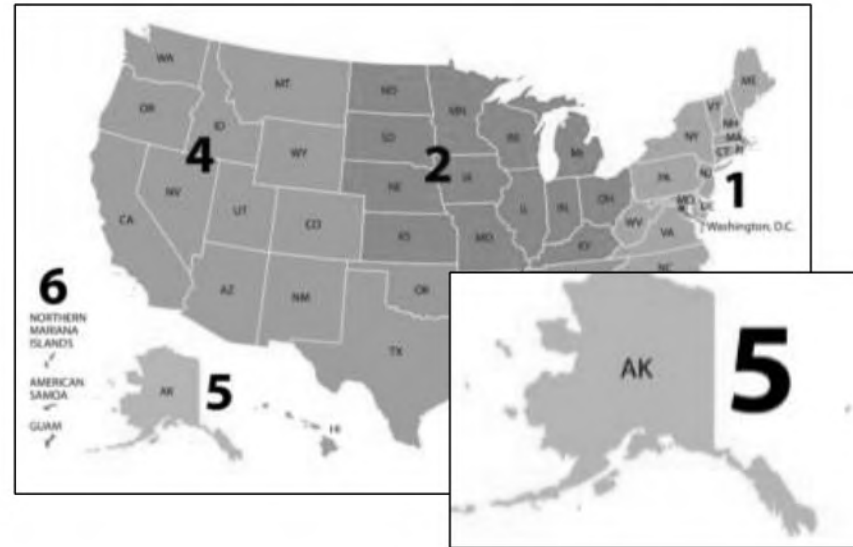 WA
MT
ND
MN
ME
OR
ID
SD
WI
MI
VT
NH
NY
MA
CT
RI
4
WY
2
IA
PA
NJ
1
NV
NE
IL
IN
OH
MD
DE
CA
UT
CO
KS
MO
KY
WV
VA
Washington, D.C.
NC
AZ
NM
OK
TX
6
NORTHERN
MARIANA
ISLANDS
AMERICAN
SAMOA
GUAM
AK
5
HI
AK
5